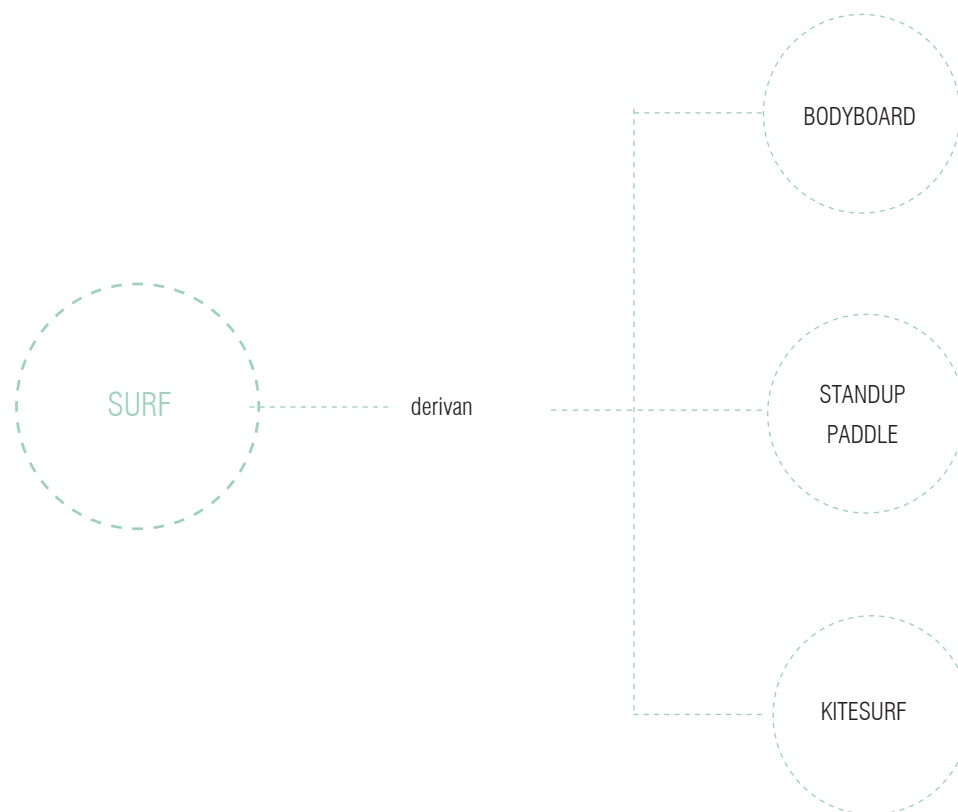 SURF
derivan
BODYBOARD
STANDUP
PADDLE
KITESURF